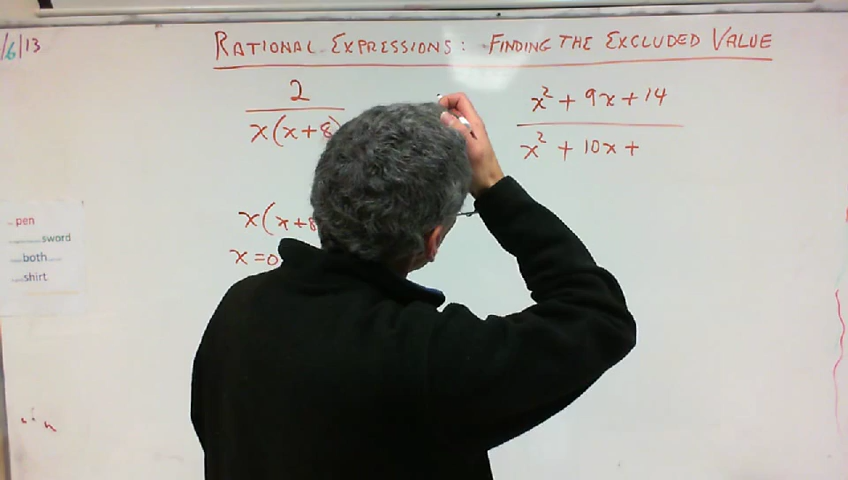 /6/13
RATIONAL EXPRESSIONS: FINDING THE EXCLUDED VALUE
2
x(x+8)
x² + 9x + 14
x² + 10x +
x(x+8
x=0
pen
sword
both
shirt